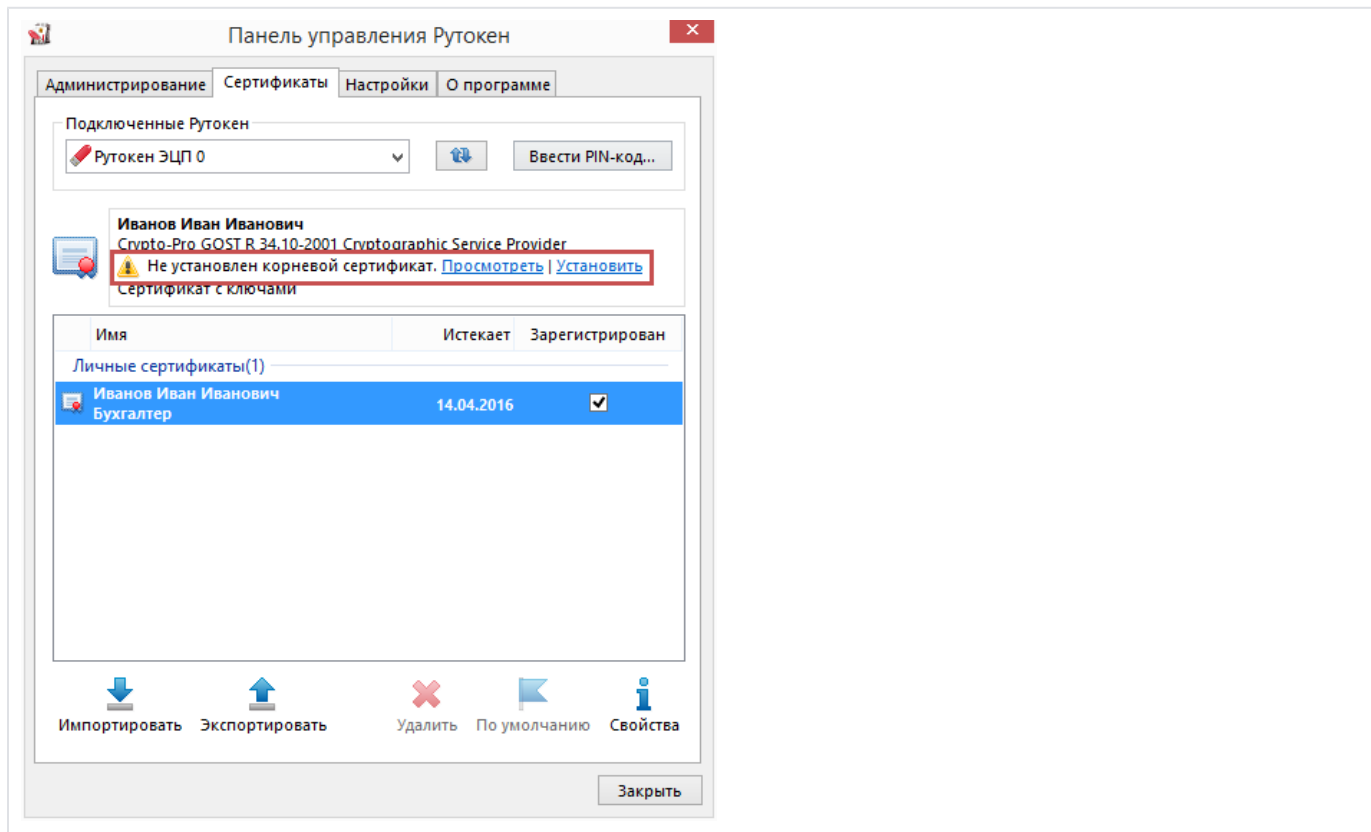 Панель управления Рутокен
Администрирование Сертификаты Настройки О программе
Подключенные Рутокен
Рутокен ЭЦП 0 Ввести PIN-код...
Иванов Иван Иванович
Crypto-Pro GOST R 34.10-2001 Cryptographic Service Provider
Не установлен корневой сертификат. Просмотреть | Установить
Сертификат с ключами
Имя Истекает Зарегистрирован
Личные сертификаты(1)
Иванов Иван Иванович
Бухгалтер 14.04.2016
Импортировать Экспортировать Удалить По умолчанию Свойства
Закрыть